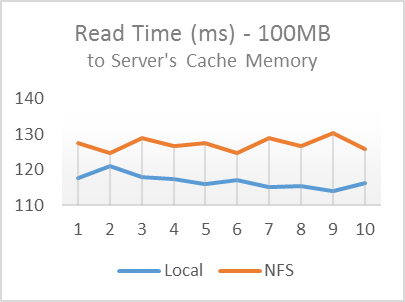 Read Time (ms) - 100MB
to Server's Cache Memory
140
130
120
110
1 2 3 4 5 6 7 8 9 10
Local NFS